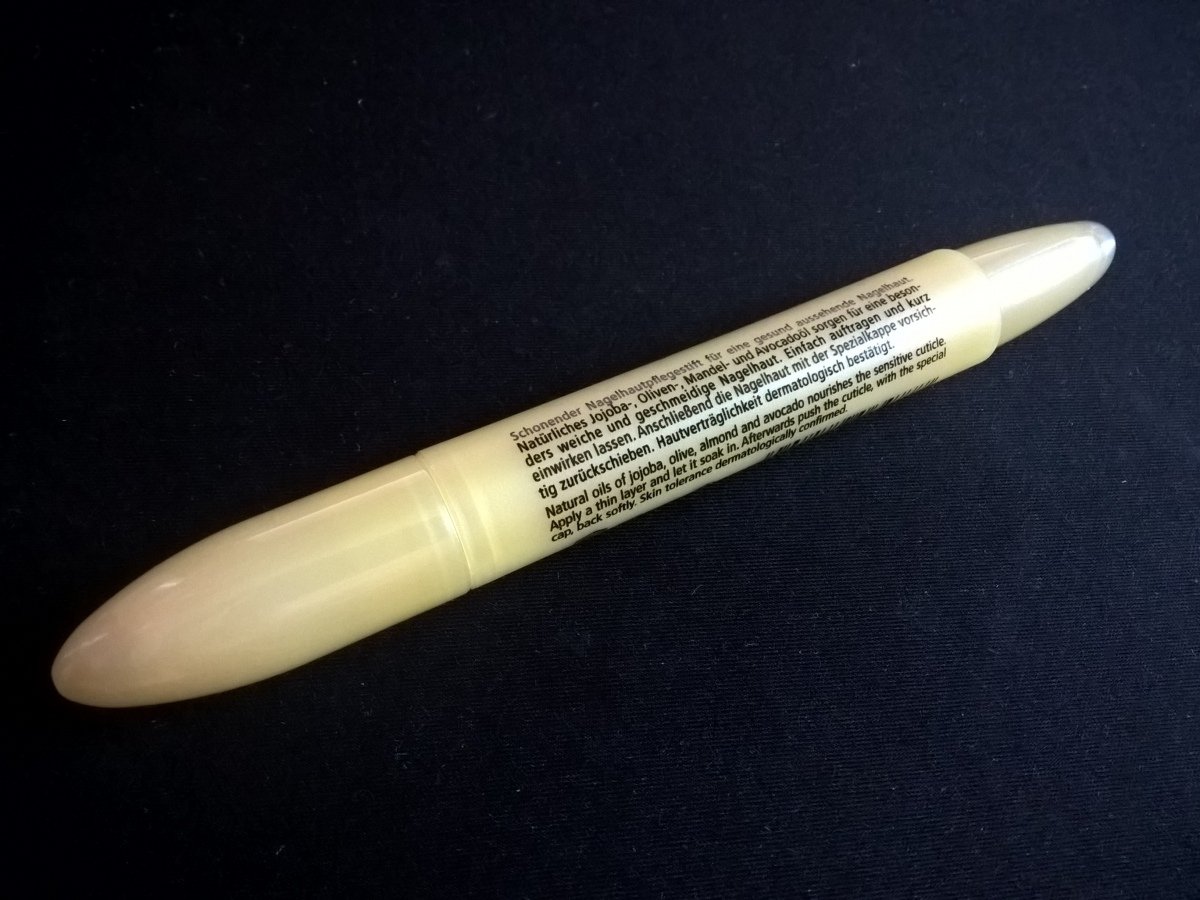 Schonender Nagelhautpflegestift für eine gesund aussehende Nagelhaut.
Natürliches Jojoba-, Oliven-, Mandel- und Avocadoöl sorgen für eine beson-
ders weiche und geschmeidige Nagelhaut. Einfach auftragen und kurz
einwirken lassen. Anschließend die Nagelhaut mit der Spezialkappe vorsich-
tig zurückschieben. Hautverträglichkeit dermatologisch bestätigt.
Natural oils of jojoba, olive, almond and avocado nourishes the sensitive cuticle.
Apply a thin layer and let it soak in. Afterwards push the cuticle, with the special
cap, back softly. Skin tolerance dermatologically confirmed.